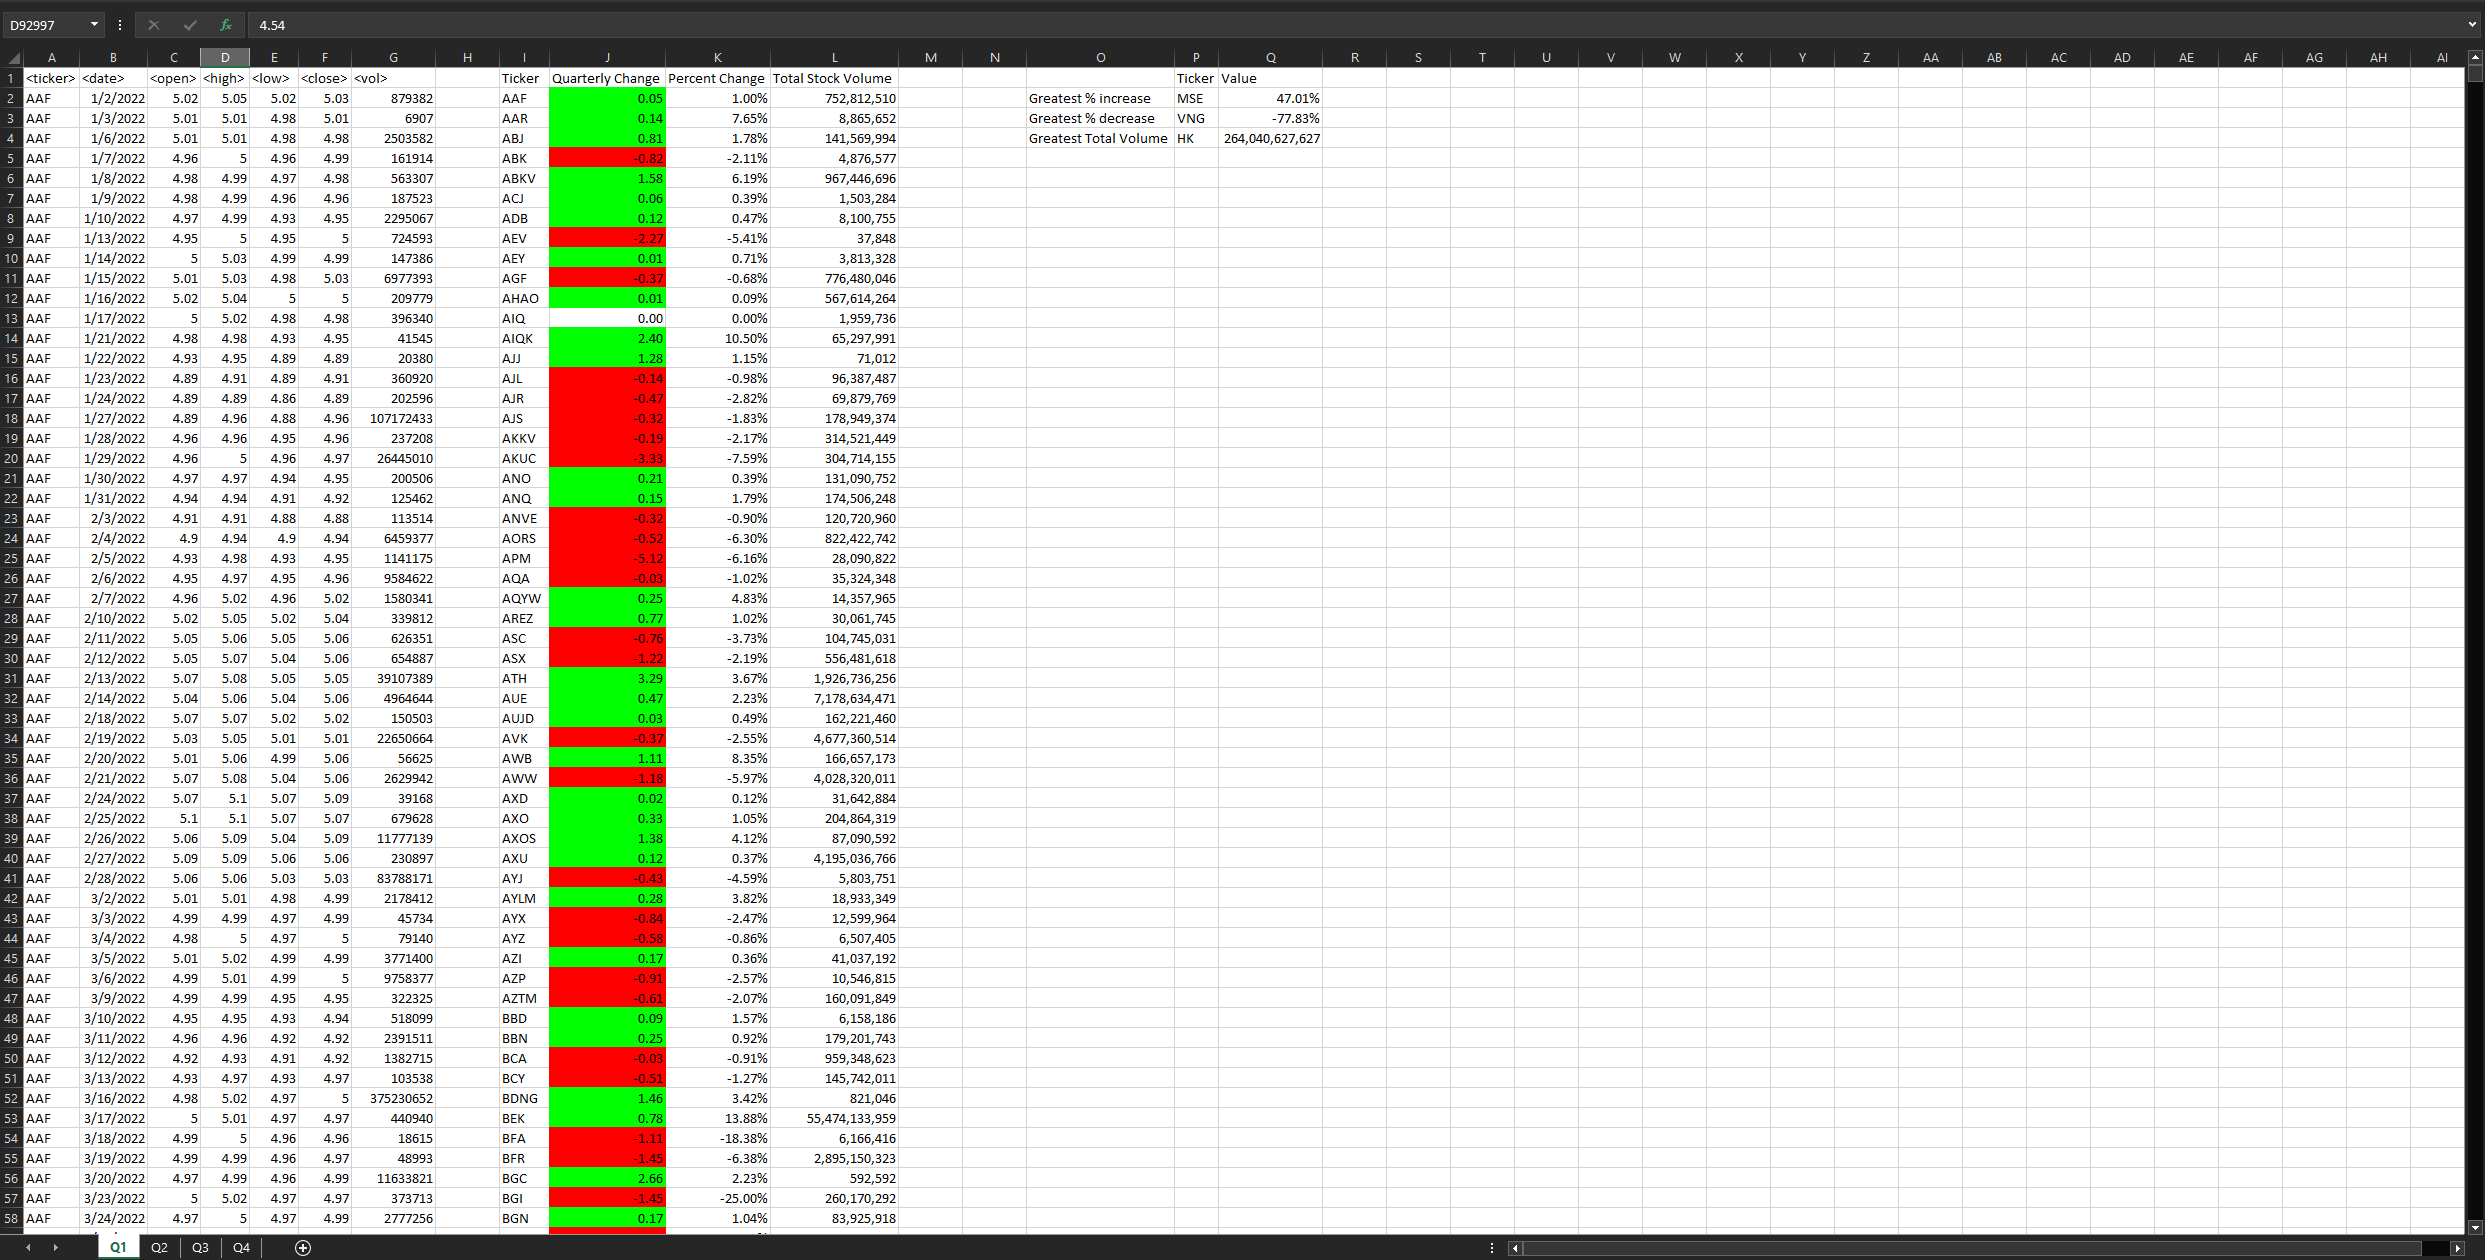 D92997 fx 4.54
A B C D E F G H I J K L M N O P Q R S T U V W X Y Z AA AB AC AD AE AF AG AH AI
1 <ticker> <date> <open> <high> <low> <close> <vol> Ticker Quarterly Change Percent Change Total Stock Volume Ticker Value
2 AAF 1/2/2022 5.02 5.05 5.02 5.03 879382 AAF 0.05 1.00% 752,812,510 Greatest % increase MSE 47.01%
3 AAF 1/3/2022 5.01 5.01 4.98 5.01 6907 AAR 0.14 7.65% 8,865,652 Greatest % decrease VNG -77.83%
4 AAF 1/6/2022 5.01 5.01 4.98 4.98 2503582 ABJ 0.81 1.78% 141,569,994 Greatest Total Volume HK 264,040,627,627
5 AAF 1/7/2022 4.96 5 4.96 4.99 161914 ABK -0.82 -2.11% 4,876,577
6 AAF 1/8/2022 4.98 4.99 4.97 4.98 563307 ABKV 1.58 6.19% 967,446,696
7 AAF 1/9/2022 4.98 4.99 4.96 4.96 187523 ACJ 0.06 0.39% 1,503,284
8 AAF 1/10/2022 4.97 4.99 4.93 4.95 2295067 ADB 0.12 0.47% 8,100,755
9 AAF 1/13/2022 4.95 5 4.95 5 724593 AEV -2.27 -5.41% 37,848
10 AAF 1/14/2022 5 5.03 4.99 4.99 147386 AEY 0.01 0.71% 3,813,328
11 AAF 1/15/2022 5.01 5.03 4.98 5.03 6977393 AGF -0.37 -0.68% 776,480,046
12 AAF 1/16/2022 5.02 5.04 5 5 209779 AHAO 0.01 0.09% 567,614,264
13 AAF 1/17/2022 5 5.02 4.98 4.98 396340 AIQ 0.00 0.00% 1,959,736
14 AAF 1/21/2022 4.98 4.98 4.93 4.95 41545 AIQK 2.40 10.50% 65,297,991
15 AAF 1/22/2022 4.93 4.95 4.89 4.89 20380 AJJ 1.28 1.15% 71,012
16 AAF 1/23/2022 4.89 4.91 4.89 4.91 360920 AJL -0.14 -0.98% 96,387,487
17 AAF 1/24/2022 4.89 4.89 4.86 4.89 202596 AJR -0.47 -2.82% 69,879,769
18 AAF 1/27/2022 4.89 4.96 4.88 4.96 107172433 AJS -0.32 -1.83% 178,949,374
19 AAF 1/28/2022 4.96 4.96 4.95 4.96 237208 AKKV -0.19 -2.17% 314,521,449
20 AAF 1/29/2022 4.96 5 4.96 4.97 26445010 AKUC -3.33 -7.59% 304,714,155
21 AAF 1/30/2022 4.97 4.97 4.94 4.95 200506 ANO 0.21 0.39% 131,090,752
22 AAF 1/31/2022 4.94 4.94 4.91 4.92 125462 ANQ 0.15 1.79% 174,506,248
23 AAF 2/3/2022 4.91 4.91 4.88 4.88 113514 ANVE -0.32 -0.90% 120,720,960
24 AAF 2/4/2022 4.9 4.94 4.9 4.94 6459377 AORS -0.52 -6.30% 822,422,742
25 AAF 2/5/2022 4.93 4.98 4.93 4.95 1141175 APM -5.12 -6.16% 28,090,822
26 AAF 2/6/2022 4.95 4.97 4.95 4.96 9584622 AQA -0.03 -1.02% 35,324,348
27 AAF 2/7/2022 4.96 5.02 4.96 5.02 1580341 AQYW 0.25 4.83% 14,357,965
28 AAF 2/10/2022 5.02 5.05 5.02 5.04 339812 AREZ 0.77 1.02% 30,061,745
29 AAF 2/11/2022 5.05 5.06 5.05 5.06 626351 ASC -0.76 -3.73% 104,745,031
30 AAF 2/12/2022 5.05 5.07 5.04 5.06 654887 ASX -1.22 -2.19% 556,481,618
31 AAF 2/13/2022 5.07 5.08 5.05 5.05 39107389 ATH 3.29 3.67% 1,926,736,256
32 AAF 2/14/2022 5.04 5.06 5.04 5.06 4964644 AUE 0.47 2.23% 7,178,634,471
33 AAF 2/18/2022 5.07 5.07 5.02 5.02 150503 AUJD 0.03 0.49% 162,221,460
34 AAF 2/19/2022 5.03 5.05 5.01 5.01 22650664 AVK -0.37 -2.55% 4,677,360,514
35 AAF 2/20/2022 5.01 5.06 4.99 5.06 56625 AWB 1.11 8.35% 166,657,173
36 AAF 2/21/2022 5.07 5.08 5.04 5.06 2629942 AWW -1.18 -5.97% 4,028,320,011
37 AAF 2/24/2022 5.07 5.1 5.07 5.09 39168 AXD 0.02 0.12% 31,642,884
38 AAF 2/25/2022 5.1 5.1 5.07 5.07 679628 AXO 0.33 1.05% 204,864,319
39 AAF 2/26/2022 5.06 5.09 5.04 5.09 11777139 AXOS 1.38 4.12% 87,090,592
40 AAF 2/27/2022 5.09 5.09 5.06 5.06 230897 AXU 0.12 0.37% 4,195,036,766
41 AAF 2/28/2022 5.06 5.06 5.03 5.03 83788171 AYJ -0.43 -4.59% 5,803,751
42 AAF 3/2/2022 5.01 5.01 4.98 4.99 2178412 AYLM 0.28 3.82% 18,933,349
43 AAF 3/3/2022 4.99 4.99 4.97 4.99 45734 AYX -0.84 -2.47% 12,599,964
44 AAF 3/4/2022 4.98 5 4.97 5 79140 AYZ -0.58 -0.86% 6,507,405
45 AAF 3/5/2022 5.01 5.02 4.99 4.99 3771400 AZI 0.17 0.36% 41,037,192
46 AAF 3/6/2022 4.99 5.01 4.99 5 9758377 AZP -0.91 -2.57% 10,546,815
47 AAF 3/9/2022 4.99 4.99 4.95 4.95 322325 AZTM -0.61 -2.07% 160,091,849
48 AAF 3/10/2022 4.95 4.95 4.93 4.94 518099 BBD 0.09 1.57% 6,158,186
49 AAF 3/11/2022 4.96 4.96 4.92 4.92 2391511 BBN 0.25 0.92% 179,201,743
50 AAF 3/12/2022 4.92 4.93 4.91 4.92 1382715 BCA -0.03 -0.91% 959,348,623
51 AAF 3/13/2022 4.93 4.97 4.93 4.97 103538 BCY -0.51 -1.27% 145,742,011
52 AAF 3/16/2022 4.98 5.02 4.97 5 375230652 BDNG 1.46 3.42% 821,046
53 AAF 3/17/2022 5 5.01 4.97 4.97 440940 BEK 0.78 13.88% 55,474,133,959
54 AAF 3/18/2022 4.99 5 4.96 4.96 18615 BFA -1.11 -18.38% 6,166,416
55 AAF 3/19/2022 4.99 4.99 4.96 4.97 48993 BFR -1.45 -6.38% 2,895,150,323
56 AAF 3/20/2022 4.97 4.99 4.96 4.99 11633821 BGC 2.66 2.23% 592,592
57 AAF 3/23/2022 5 5.02 4.97 4.97 373713 BGI -1.45 -25.00% 260,170,292
58 AAF 3/24/2022 4.97 5 4.97 4.99 2777256 BGN 0.17 1.04% 83,925,918
Q1 Q2 Q3 Q4